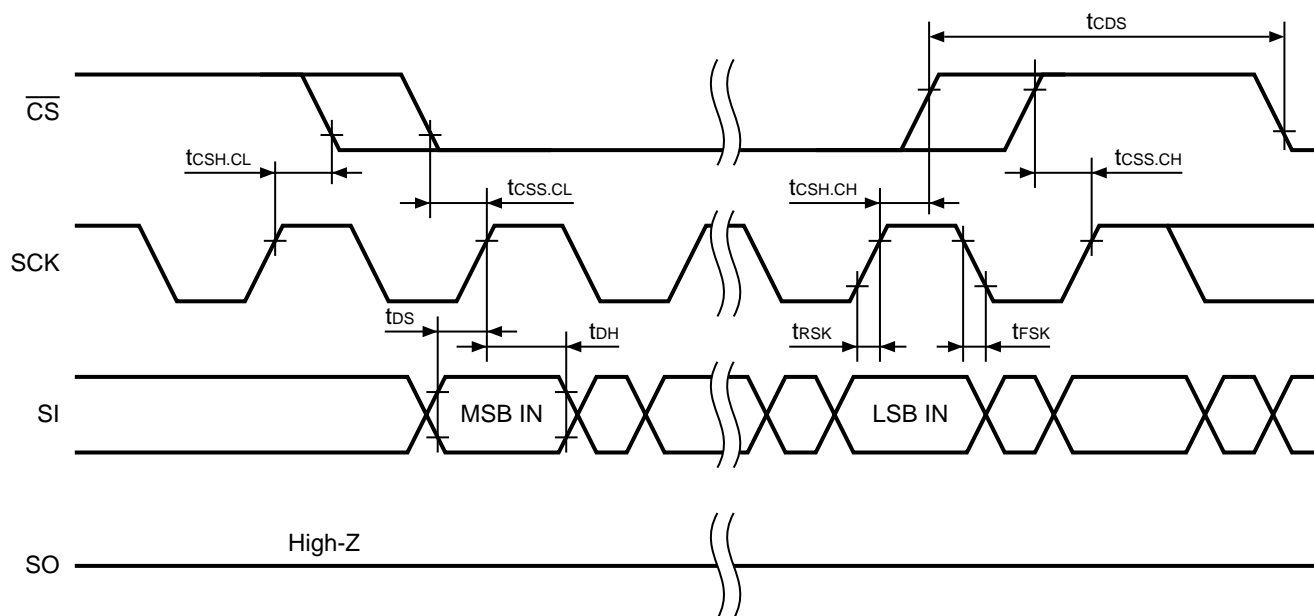 tCDS
CS
tCSH.CL
tCSS.CL
tCSH.CH
tCSS.CH
SCK
tDS
tDH
tRSK
tFSK
SI
MSB IN
LSB IN
High-Z
SO